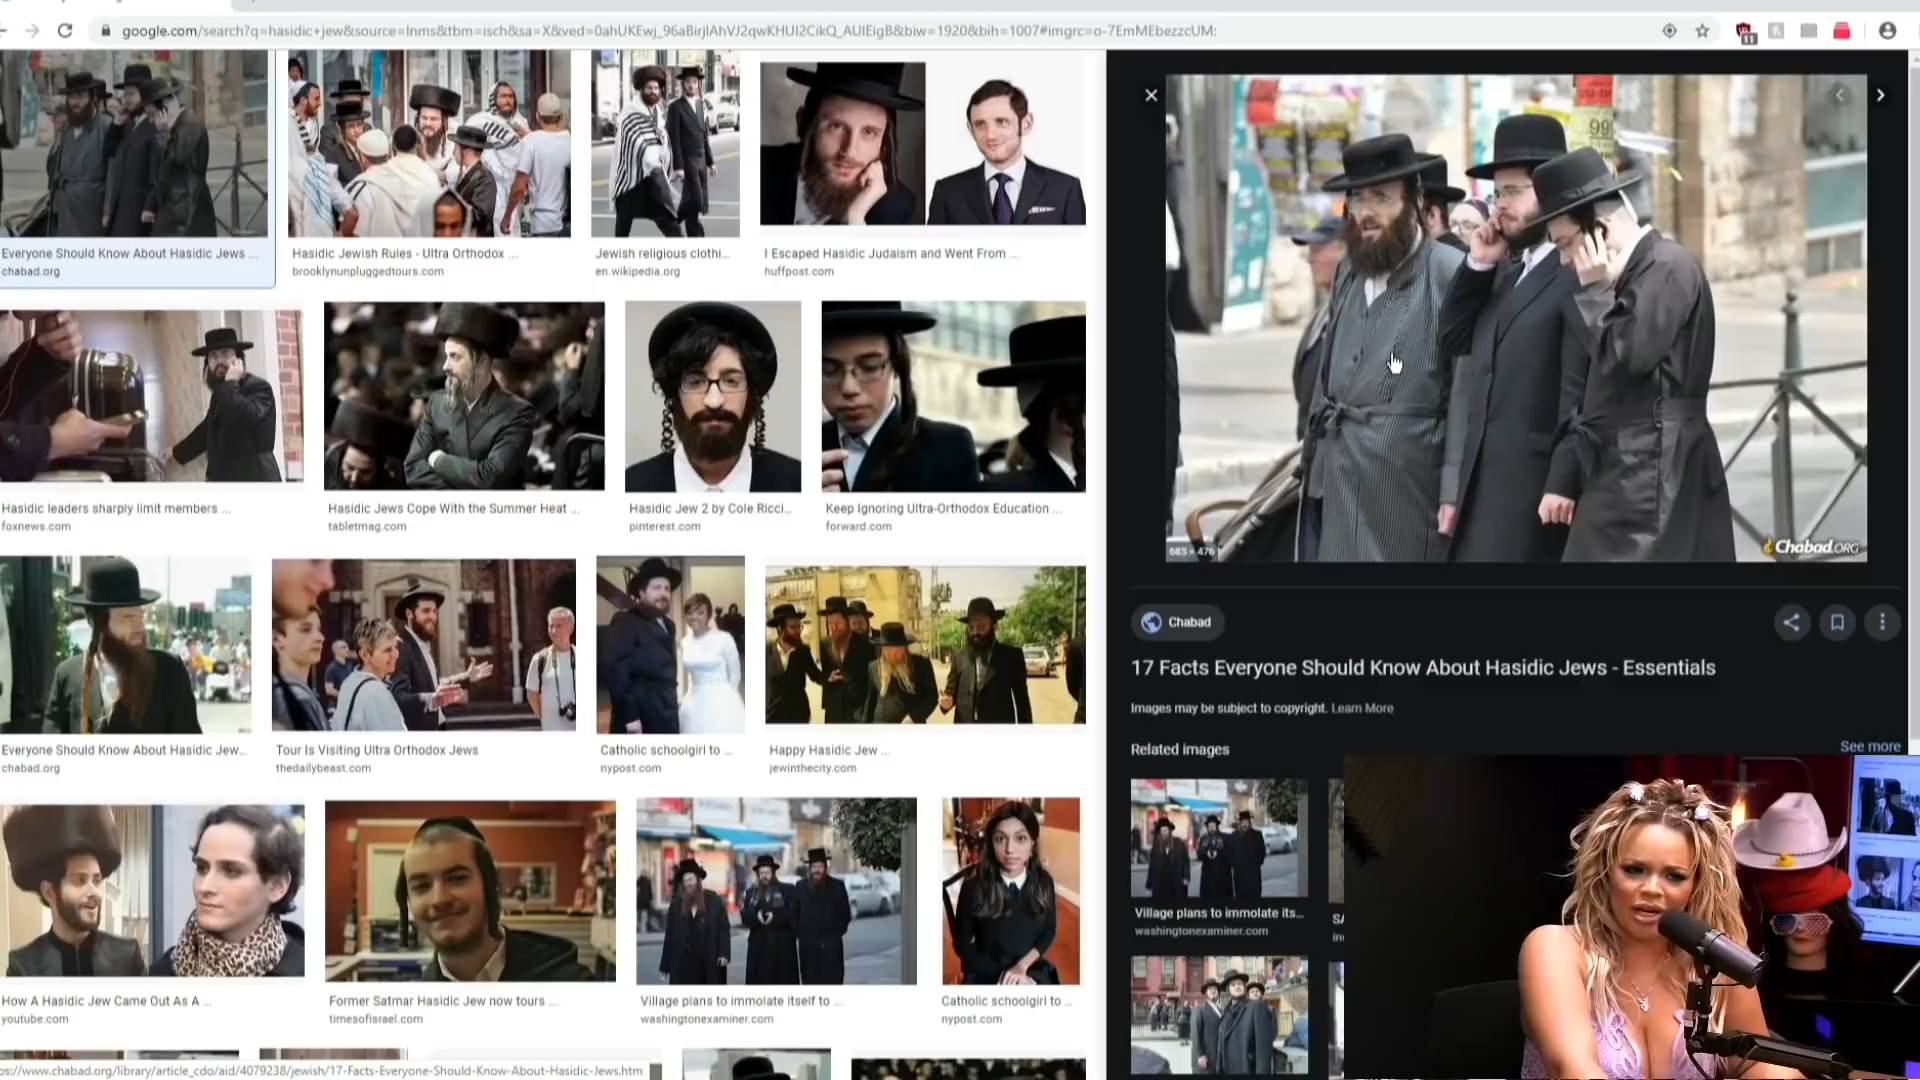 google.com/search?q=hasidic+jew&source=lnms&tbm=isch&sa=X&ved=0ahUKEwj_96aBirjlAhVJ2qwKHUI2CikQ_AUIEigB&biw=1920&bih=1007#imgrc=o-7EmMEbezzcUM:
11
Everyone Should Know About Hasidic Jews ...
chabad.org
Hasidic Jewish Rules - Ultra Orthodox ...
brooklynunpluggedtours.com
Jewish religious clothi...
en.wikipedia.org
I Escaped Hasidic Judaism and Went From ...
huffpost.com
Hasidic leaders sharply limit members ...
foxnews.com
Hasidic Jews Cope With the Summer Heat ...
tabletmag.com
Hasidic Jew 2 by Cole Ricci...
pinterest.com
Keep Ignoring Ultra-Orthodox Education ...
forward.com
Everyone Should Know About Hasidic Jew...
chabad.org
Tour Is Visiting Ultra Orthodox Jews
thedailybeast.com
Catholic schoolgirl to ...
nypost.com
Happy Hasidic Jew ...
jewinthecity.com
How A Hasidic Jew Came Out As A ...
youtube.com
Former Satmar Hasidic Jew now tours ...
timesofisrael.com
Village plans to immolate itself to ...
washingtonexaminer.com
Catholic schoolgirl to ...
nypost.com
99
685 × 476
Chabad.ORG
Chabad
17 Facts Everyone Should Know About Hasidic Jews - Essentials
Images may be subject to copyright. Learn More
Related images
See more
Village plans to immolate its...
washingtonexaminer.com
ps://www.chabad.org/library/article_cdo/aid/4079238/jewish/17-Facts-Everyone-Should-Know-About-Hasidic-Jews.htm